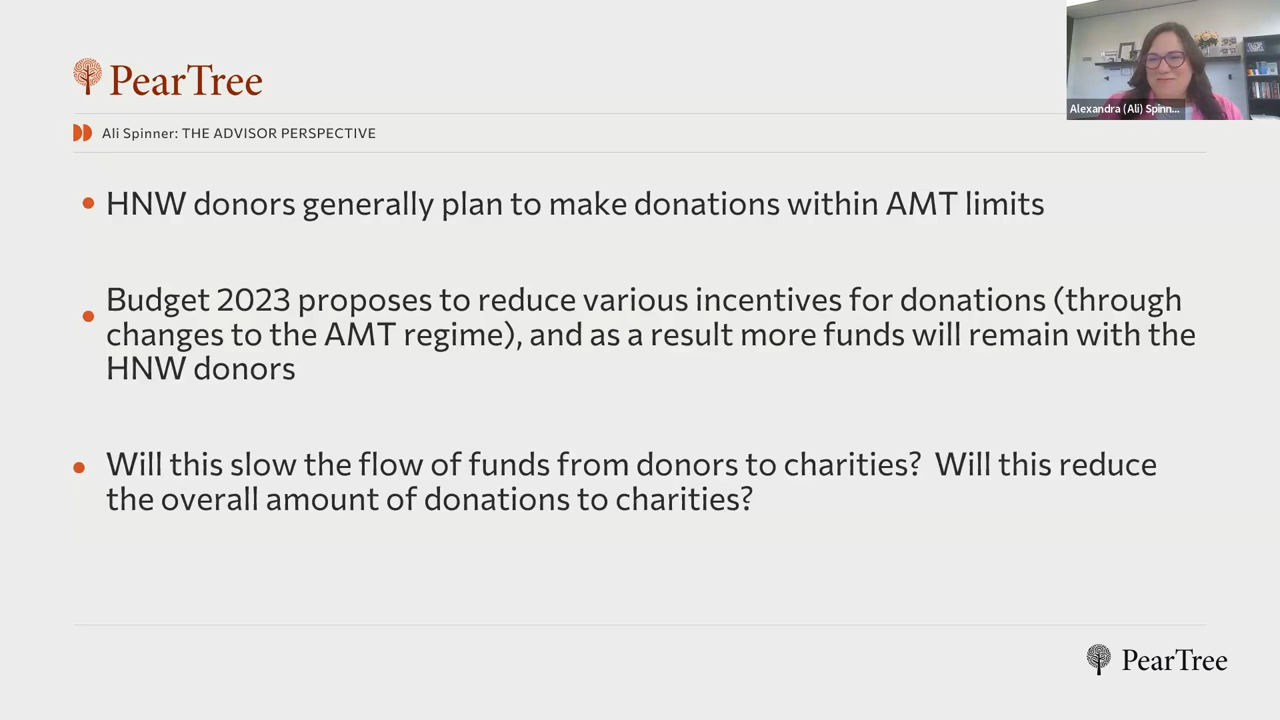 PearTree
Alexandra (Ali) Spinn...
Ali Spinner: THE ADVISOR PERSPECTIVE
HNW donors generally plan to make donations within AMT limits
Budget 2023 proposes to reduce various incentives for donations (through
changes to the AMT regime), and as a result more funds will remain with the
HNW donors
Will this slow the flow of funds from donors to charities?  Will this reduce
the overall amount of donations to charities?
PearTree